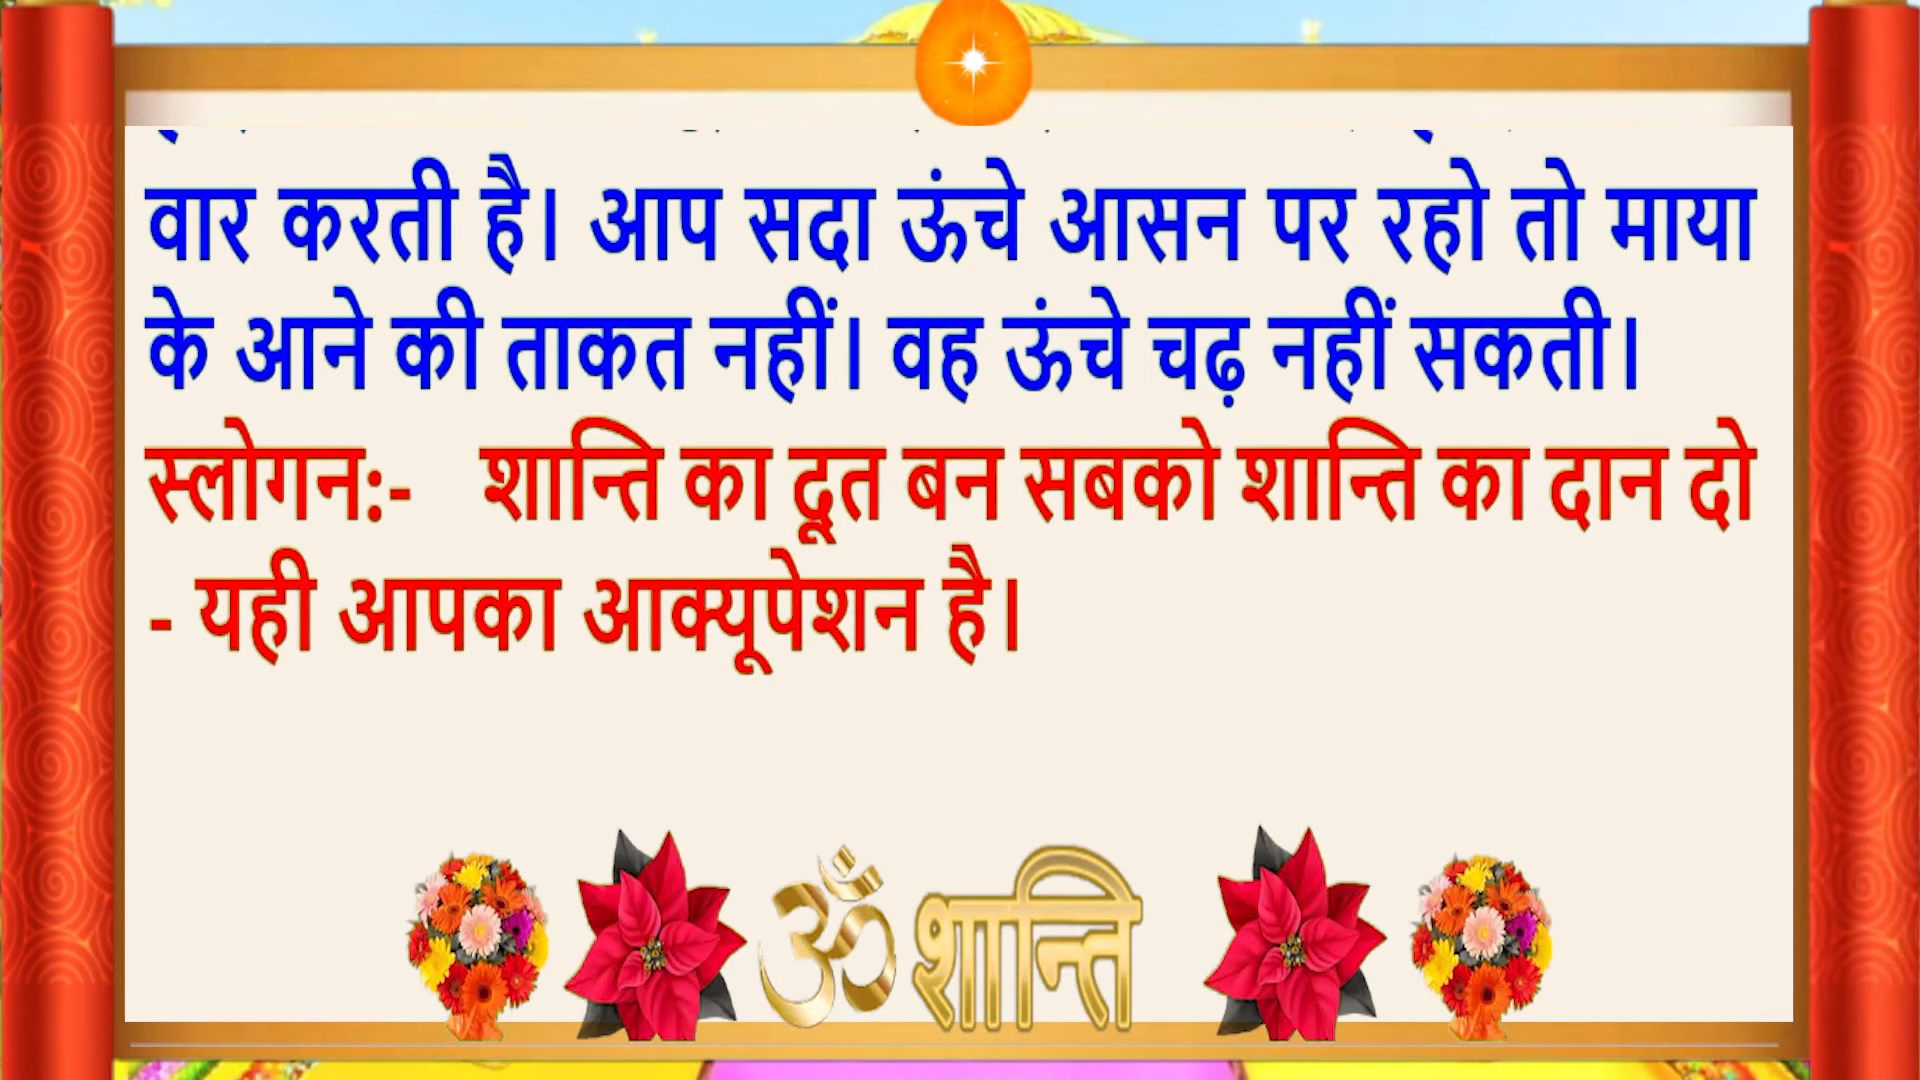 वार करती है। आप सदा ऊंचे आसन पर रहो तो माया
के आने की ताकत नहीं। वह ऊंचे चढ़ नहीं सकती।
स्लोगन:- शान्ति का दूत बन सबको शान्ति का दान दो
- यही आपका आक्यूपेशन है।
ॐ शान्ति